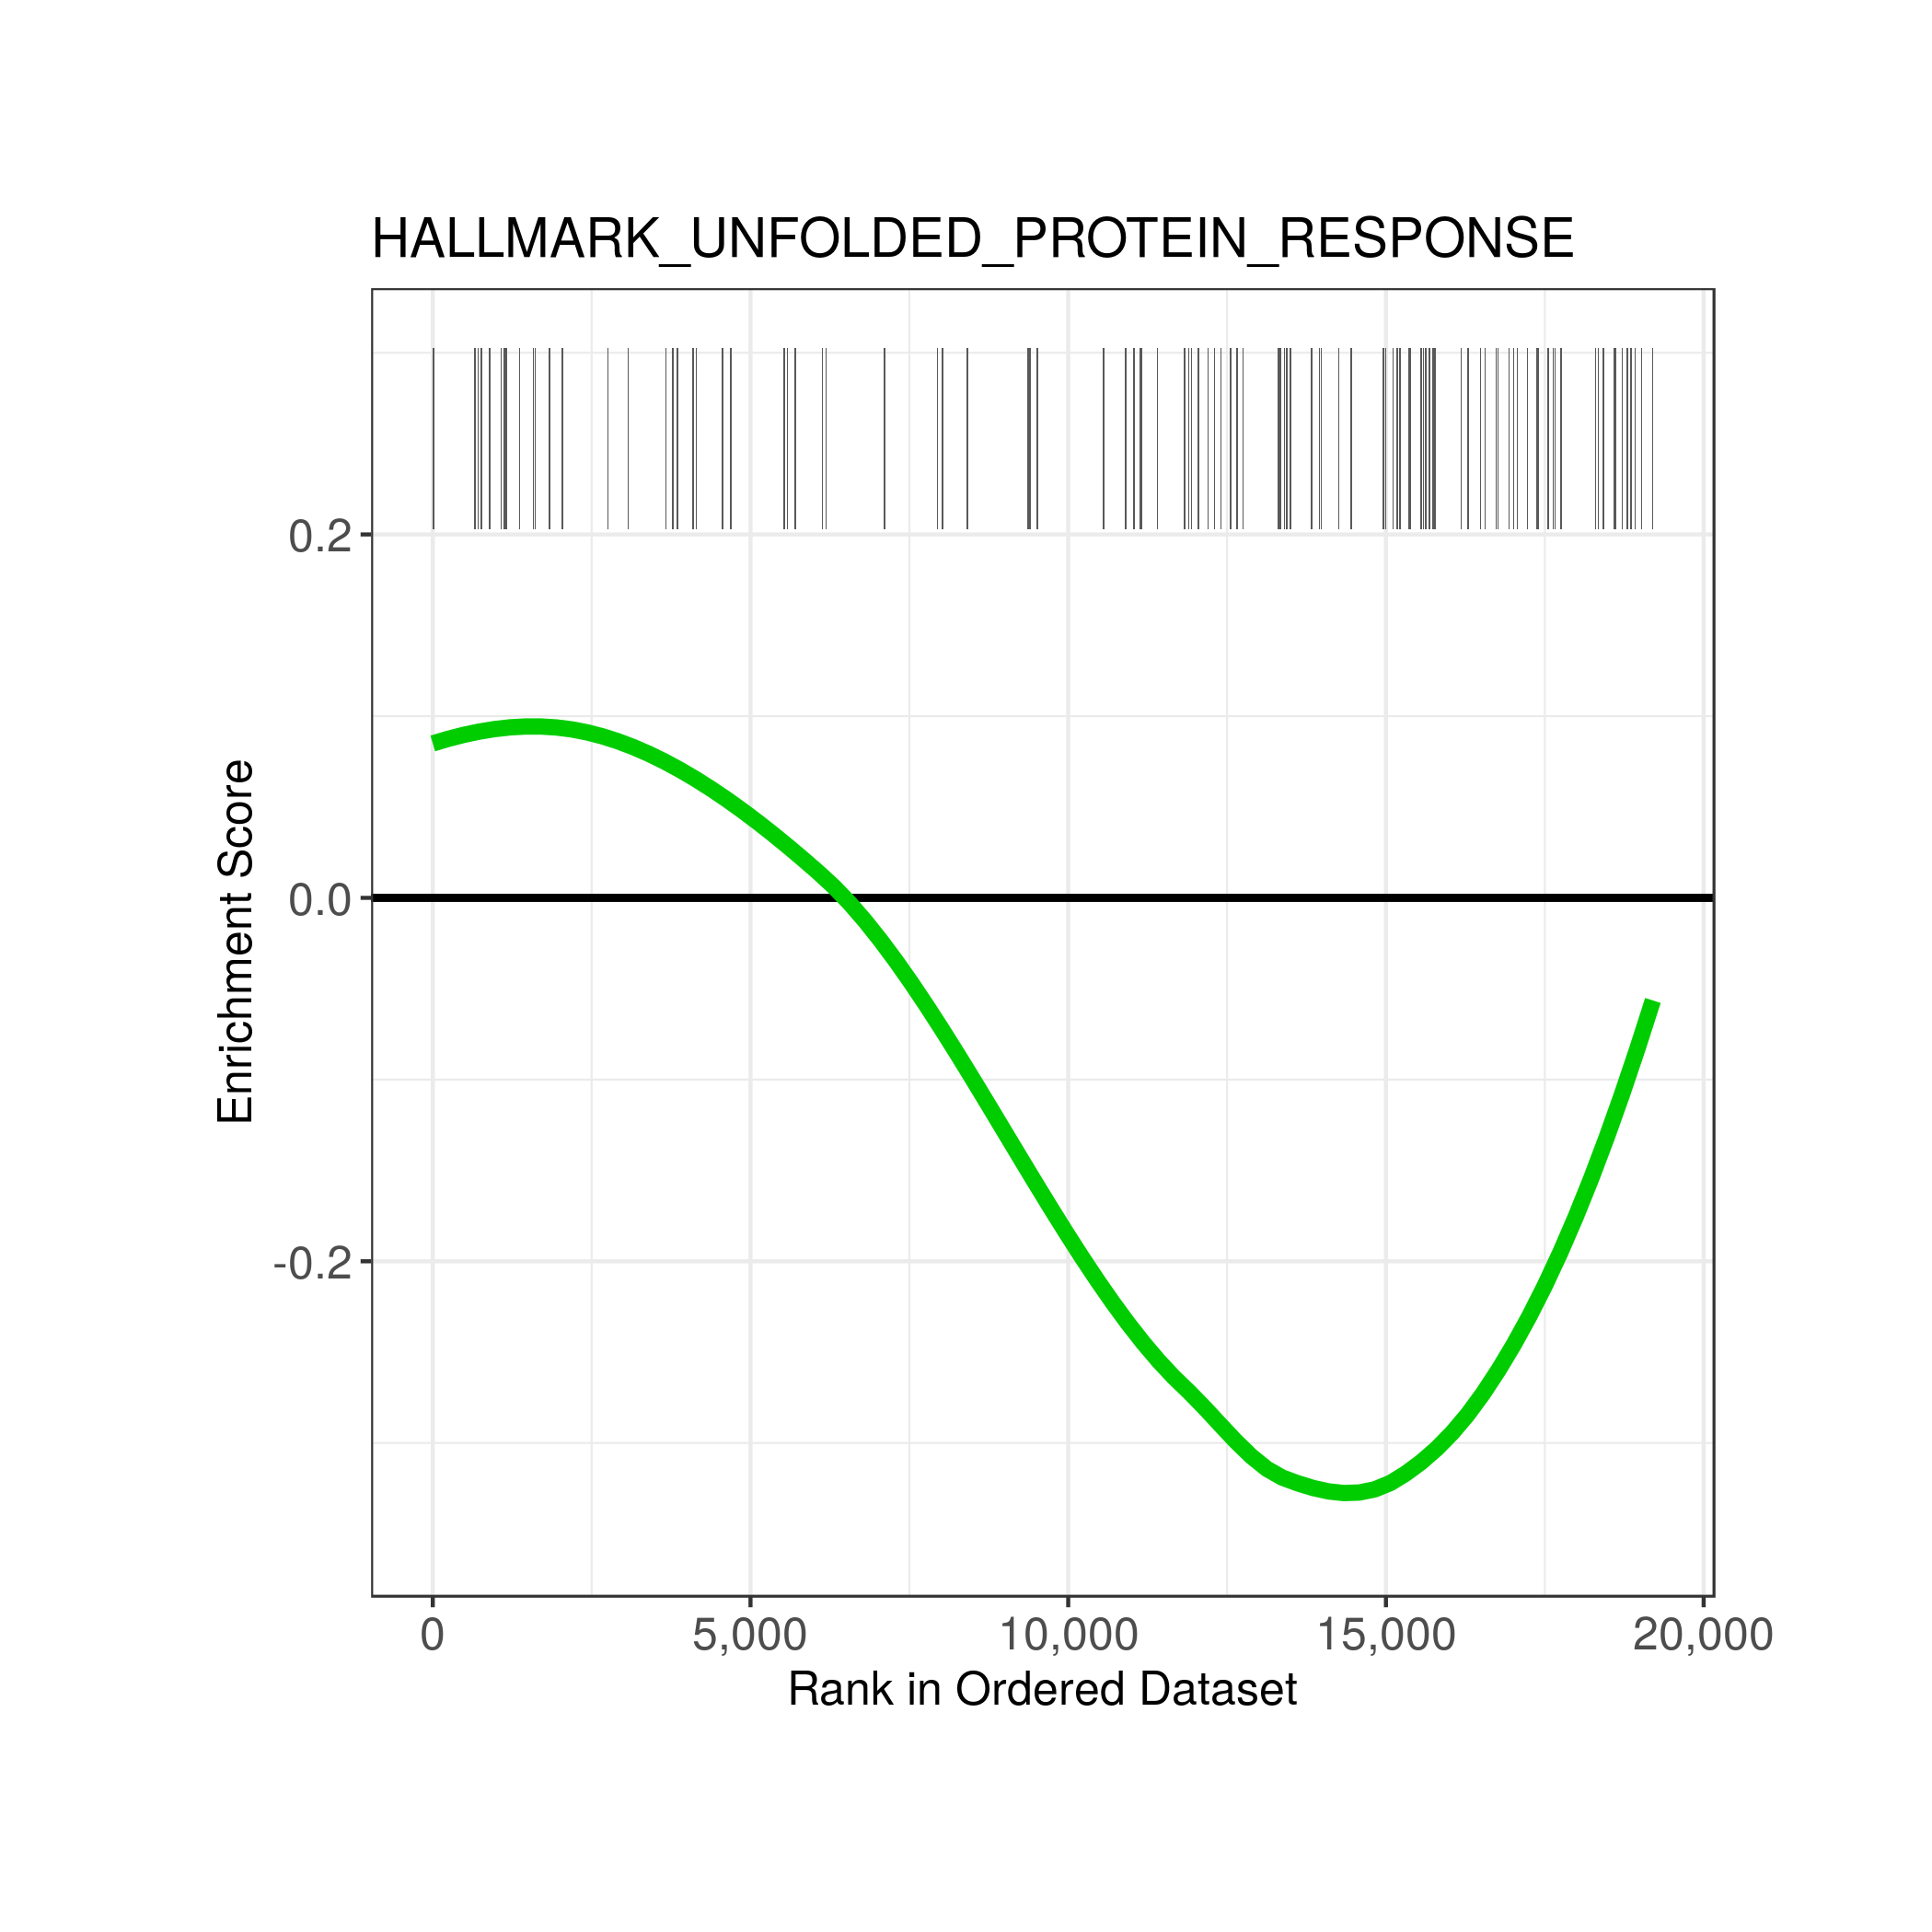 HALLMARK_UNFOLDED_PROTEIN_RESPONSE
0.2
0.0
-0.2
Enrichment Score
0 5,000 10,000 15,000 20,000
Rank in Ordered Dataset